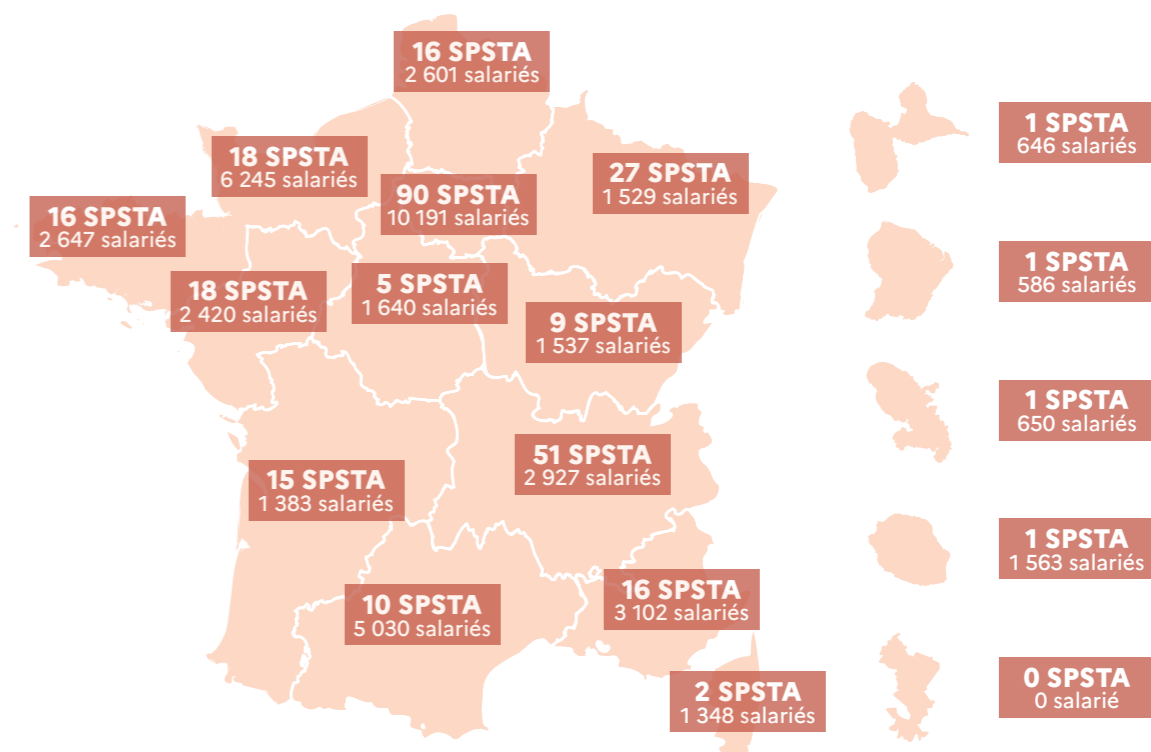 16 SPSTA
2 601 salariés
18 SPSTA
6 245 salariés
27 SPSTA
1 529 salariés
90 SPSTA
10 191 salariés
16 SPSTA
2 647 salariés
18 SPSTA
2 420 salariés
5 SPSTA
1 640 salariés
9 SPSTA
1 537 salariés
51 SPSTA
2 927 salariés
15 SPSTA
1 383 salariés
10 SPSTA
5 030 salariés
16 SPSTA
3 102 salariés
2 SPSTA
1 348 salariés
1 SPSTA
646 salariés
1 SPSTA
586 salariés
1 SPSTA
650 salariés
1 SPSTA
1 563 salariés
0 SPSTA
0 salarié